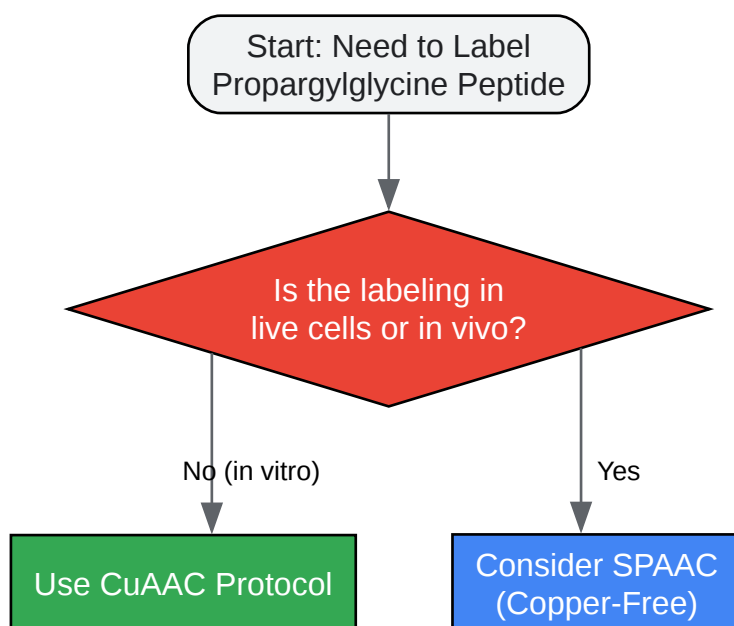 Start: Need to Label
Propargylglycine Peptide
Is the labeling in
live cells or in vivo?
No (in vitro)
Yes
Use CuAAC Protocol
Consider SPAAC
(Copper-Free)